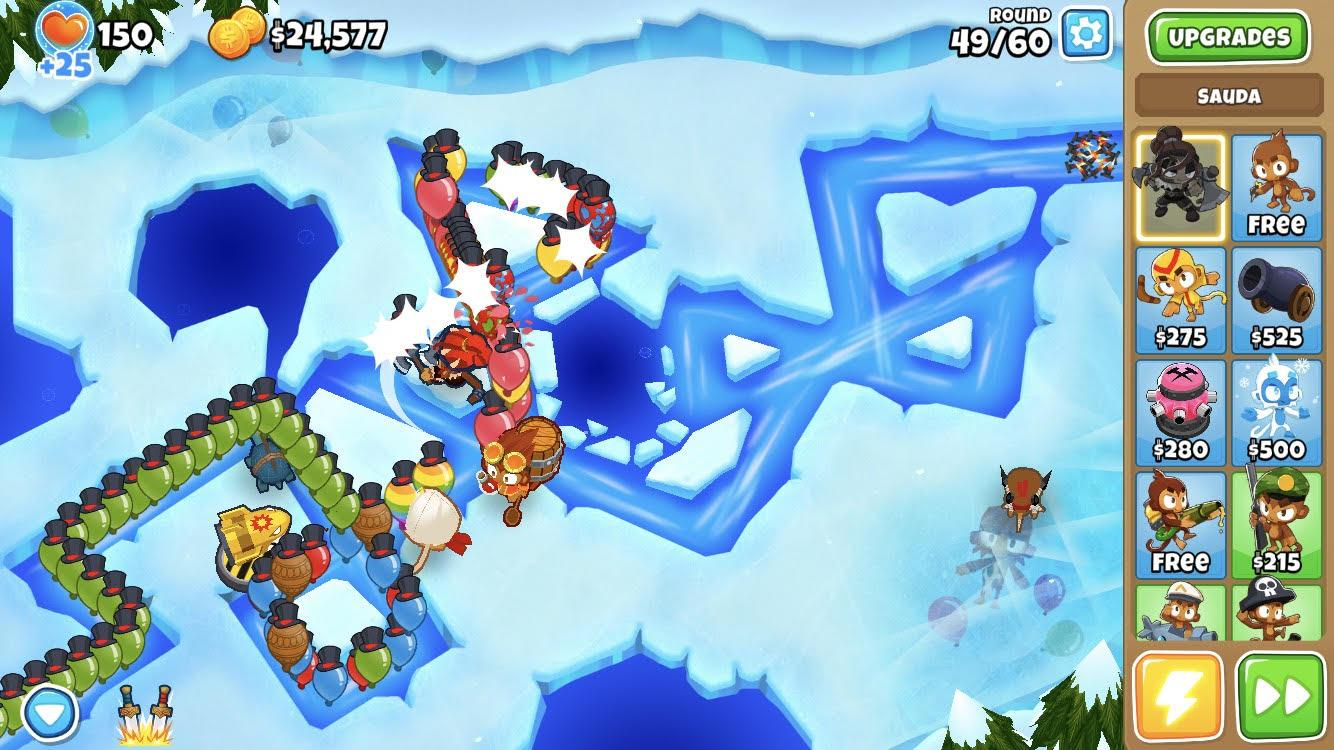 150
+25
$24,577
ROUND
49/60
UPGRADES
SAUDA
FREE
$275
$525
$280
$500
FREE
$215